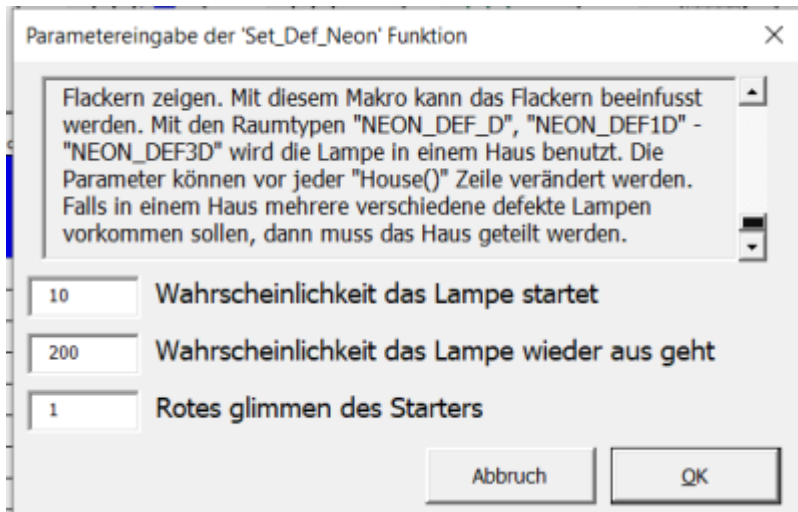 Parametereingabe der 'Set_Def_Neon' Funktion
Flackern zeigen. Mit diesem Makro kann das Flackern beeinfusst
werden. Mit den Raumtypen "NEON_DEF_D", "NEON_DEF1D" -
"NEON_DEF3D" wird die Lampe in einem Haus benutzt. Die
Parameter können vor jeder "House()" Zeile verändert werden.
Falls in einem Haus mehrere verschiedene defekte Lampen
vorkommen sollen, dann muss das Haus geteilt werden.
10 Wahrscheinlichkeit das Lampe startet
200 Wahrscheinlichkeit das Lampe wieder aus geht
1 Rotes glimmen des Starters
Abbruch OK